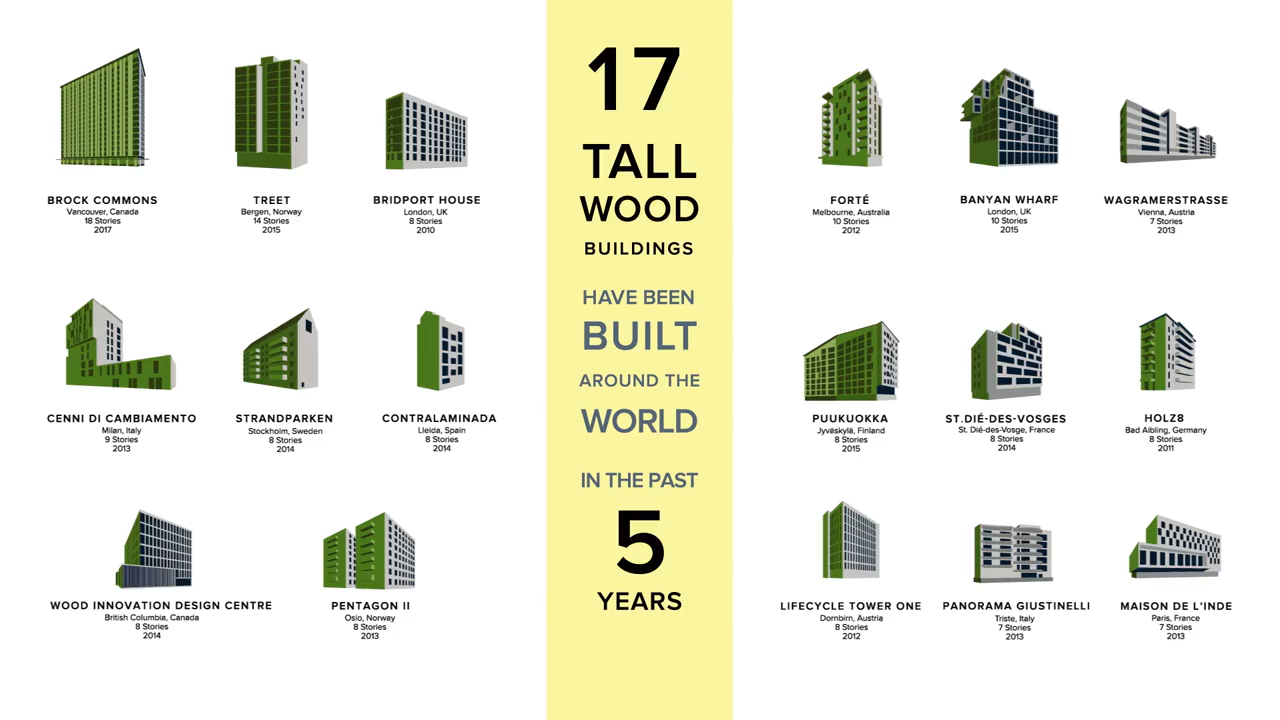 BROCK COMMONS
Vancouver, Canada
18 Stories
2017
TREET
Bergen, Norway
14 Stories
2015
BRIDPORT HOUSE
London, UK
8 Stories
2010
CENNI DI CAMBIAMENTO
Milan, Italy
9 Stories
2013
STRANDPARKEN
Stockholm, Sweden
8 Stories
2014
CONTRALAMINADA
Lleida, Spain
8 Stories
2014
WOOD INNOVATION DESIGN CENTRE
British Columbia, Canada
8 Stories
2014
PENTAGON II
Oslo, Norway
8 Stories
2013
17
TALL
WOOD
BUILDINGS
HAVE BEEN
BUILT
AROUND THE
WORLD
IN THE PAST
5
YEARS
FORTÉ
Melbourne, Australia
10 Stories
2012
BANYAN WHARF
London, UK
10 Stories
2015
WAGRAMERSTRASSE
Vienna, Austria
7 Stories
2013
PUUKUOKKA
Jyväskylä, Finland
8 Stories
2015
ST.DIÉ-DES-VOSGES
St. Dié-des-Vosge, France
8 Stories
2014
HOLZ8
Bad Aibling, Germany
8 Stories
2011
LIFECYCLE TOWER ONE
Dornbirn, Austria
8 Stories
2012
PANORAMA GIUSTINELLI
Triste, Italy
7 Stories
2013
MAISON DE L'INDE
Paris, France
7 Stories
2013